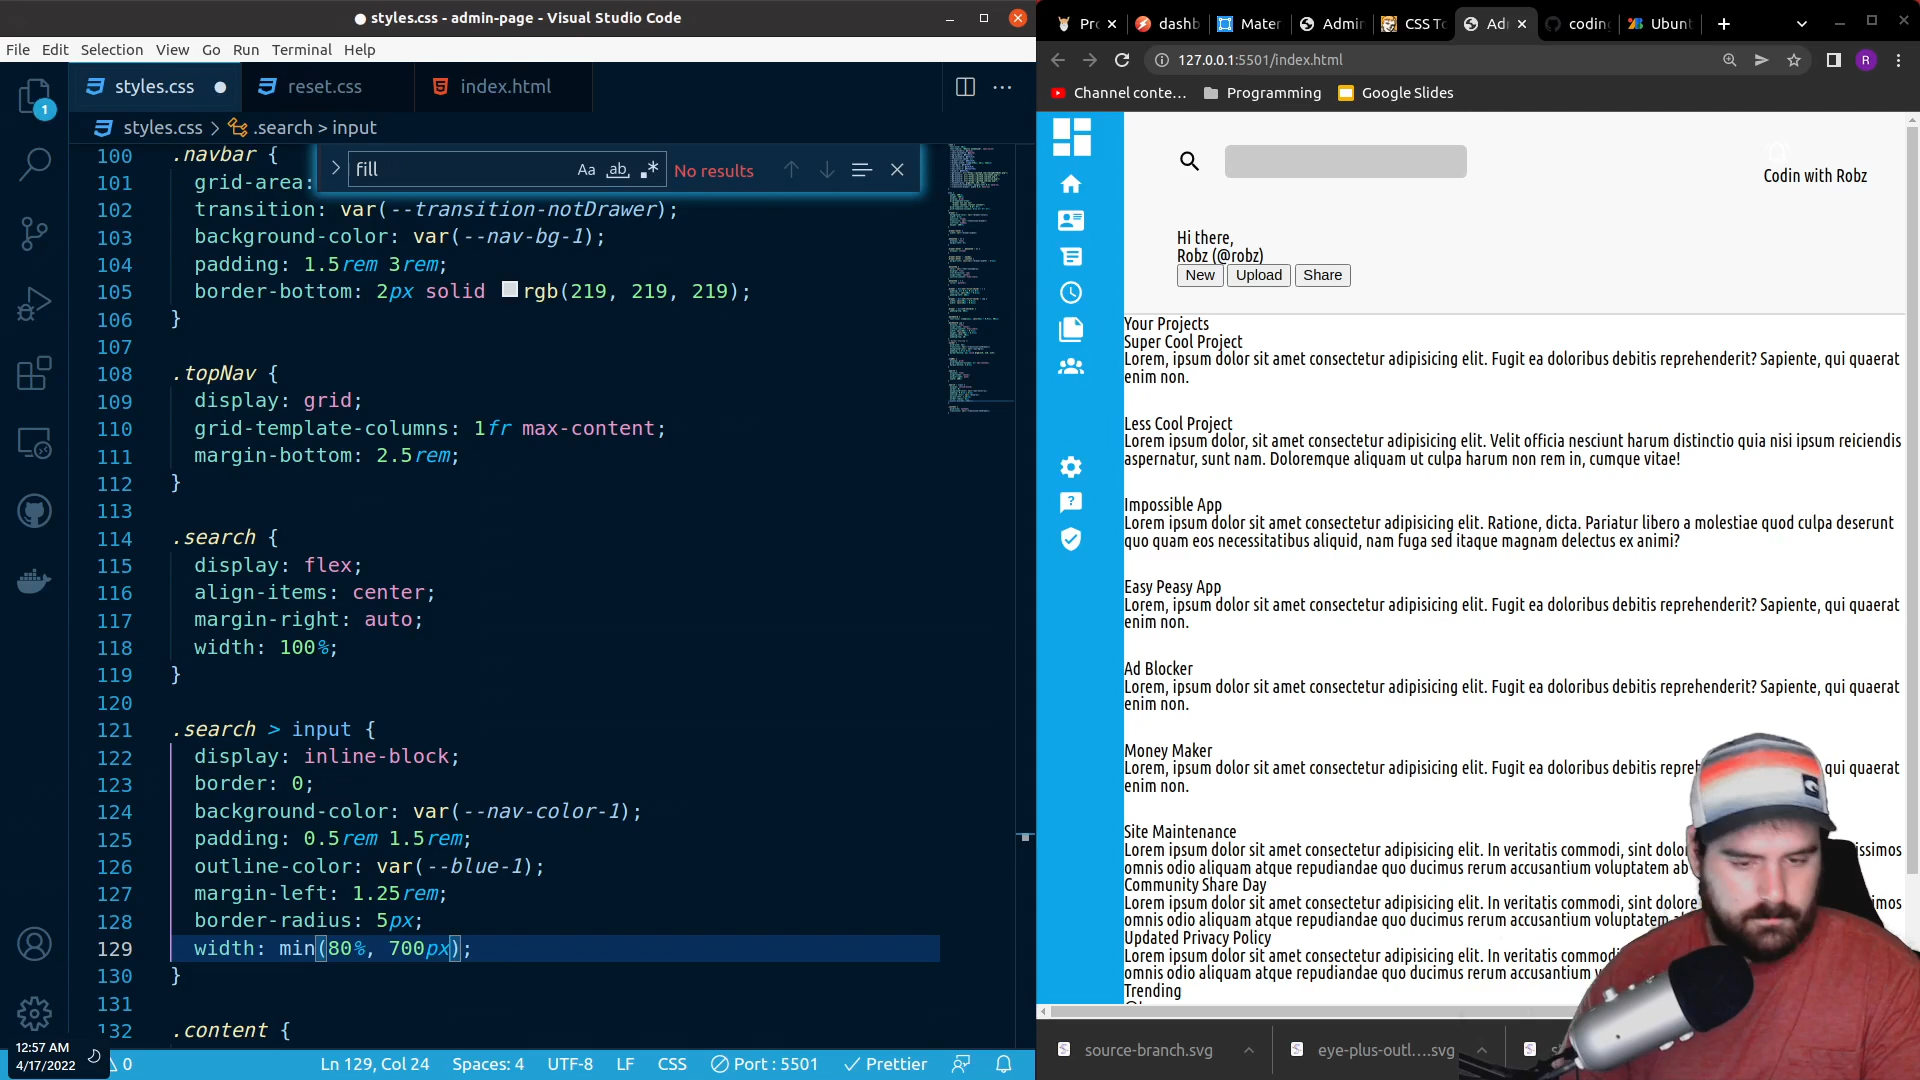 styles.css - admin-page - Visual Studio Code
File Edit Selection View Go Run Terminal Help
styles.css reset.css index.html
styles.css > .search > input
fill Aa ab .* No results
100 .navbar {
101 grid-area:
102 transition: var(--transition-notDrawer);
103 background-color: var(--nav-bg-1);
104 padding: 1.5rem 3rem;
105 border-bottom: 2px solid rgb(219, 219, 219);
106 }
107
108 .topNav {
109 display: grid;
110 grid-template-columns: 1fr max-content;
111 margin-bottom: 2.5rem;
112 }
113
114 .search {
115 display: flex;
116 align-items: center;
117 margin-right: auto;
118 width: 100%;
119 }
120
121 .search > input {
122 display: inline-block;
123 border: 0;
124 background-color: var(--nav-color-1);
125 padding: 0.5rem 1.5rem;
126 outline-color: var(--blue-1);
127 margin-left: 1.25rem;
128 border-radius: 5px;
129 width: min(80%, 700px);
130 }
131
132 .content {
1
12:57 AM
4/17/2022
0 Ln 129, Col 24 Spaces: 4 UTF-8 LF CSS Port : 5501 Prettier
Pr dashb Mater Admi CSS To Ad codin Ubunt
127.0.0.1:5501/index.html R
Channel conte... Programming Google Slides
Codin with Robz
Hi there,
Robz (@robz)
New Upload Share
Your Projects
Super Cool Project
Lorem, ipsum dolor sit amet consectetur adipisicing elit. Fugit ea doloribus debitis reprehenderit? Sapiente, qui quaerat
enim non.
Less Cool Project
Lorem ipsum dolor, sit amet consectetur adipisicing elit. Velit officia nesciunt harum distinctio quia nisi ipsum reiciendis
aspernatur, sunt nam. Doloremque aliquam ut culpa harum non rem in, cumque vitae!
Impossible App
Lorem ipsum dolor sit amet consectetur adipisicing elit. Ratione, dicta. Pariatur libero a molestiae quod culpa deserunt
quo quam eos necessitatibus aliquid, nam fuga sed itaque magnam delectus ex animi?
Easy Peasy App
Lorem, ipsum dolor sit amet consectetur adipisicing elit. Fugit ea doloribus debitis reprehenderit? Sapiente, qui quaerat
enim non.
Ad Blocker
Lorem, ipsum dolor sit amet consectetur adipisicing elit. Fugit ea doloribus debitis reprehenderit? Sapiente, qui quaerat
enim non.
Money Maker
Lorem, ipsum dolor sit amet consectetur adipisicing elit. Fugit ea doloribus debitis repreh qui quaerat
enim non.
Site Maintenance
Lorem ipsum dolor sit amet consectetur adipisicing elit. In veritatis commodi, sint dolor issimos
omnis odio aliquam atque repudiandae quo ducimus rerum accusantium voluptatem ab
Community Share Day
Lorem ipsum dolor sit amet consectetur adipisicing elit. In veritatis commodi, sint dolore issimos
omnis odio aliquam atque repudiandae quo ducimus rerum accusantium voluptatem
Updated Privacy Policy
Lorem ipsum dolor sit amet consectetur adipisicing elit. In veritatis comm issimos
omnis odio aliquam atque repudiandae quo ducimus rerum accusantium
Trending
source-branch.svg eye-plus-outl....svg